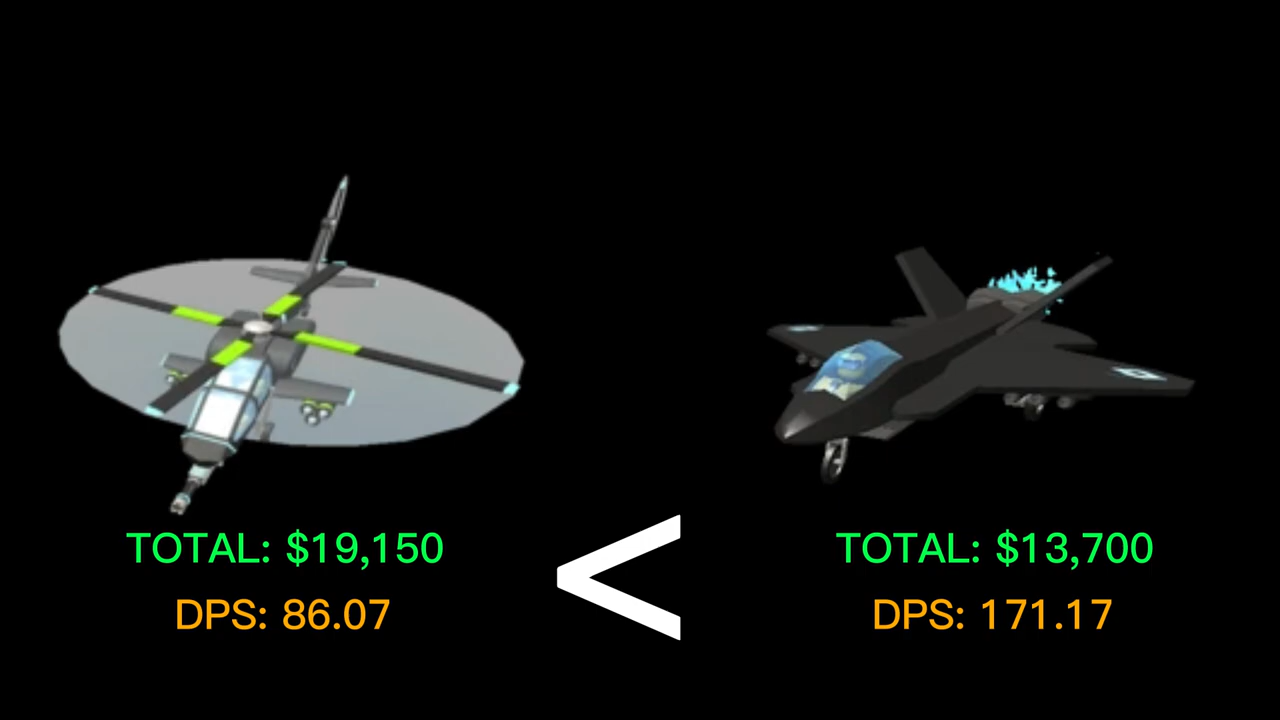 TOTAL: $19,150
DPS: 86.07
<
TOTAL: $13,700
DPS: 171.17